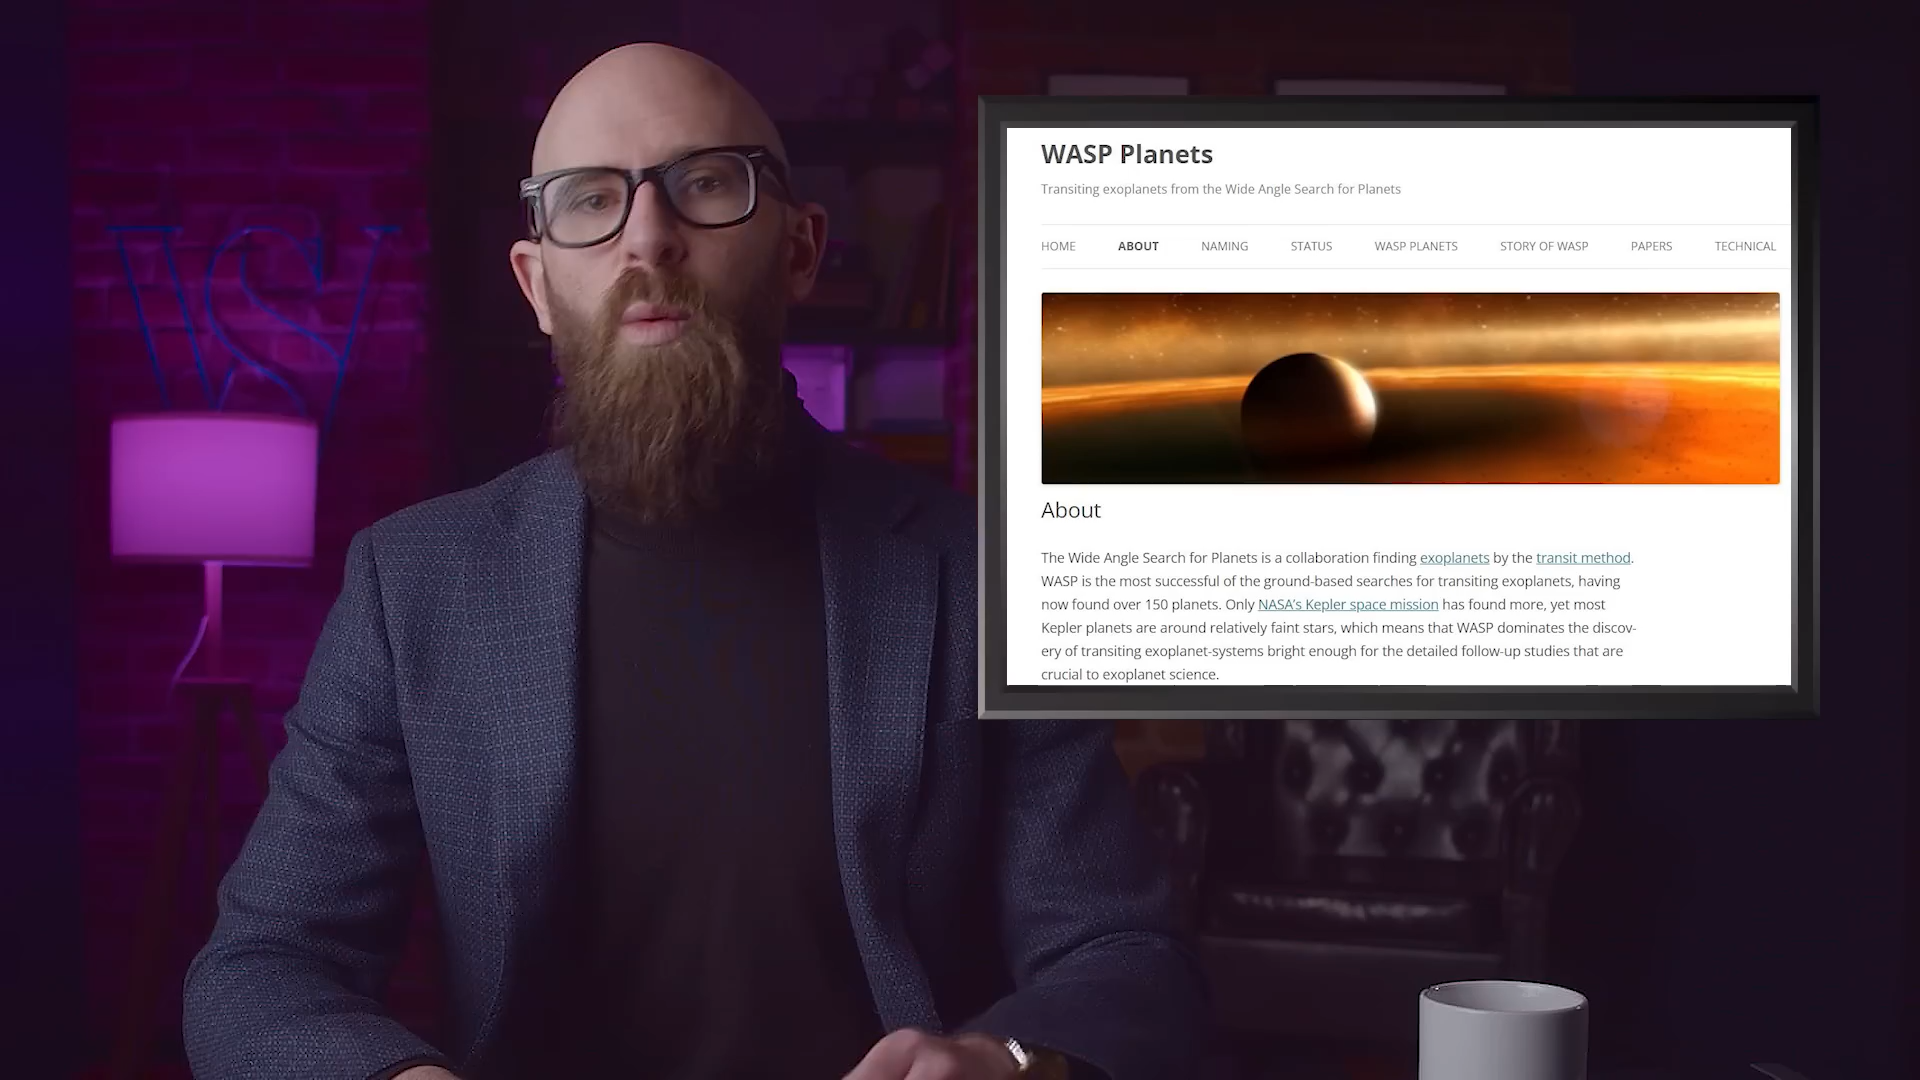 VS
WASP Planets
Transiting exoplanets from the Wide Angle Search for Planets
HOME ABOUT NAMING STATUS WASP PLANETS STORY OF WASP PAPERS TECHNICAL
About
The Wide Angle Search for Planets is a collaboration finding exoplanets by the transit method.
WASP is the most successful of the ground-based searches for transiting exoplanets, having
now found over 150 planets. Only NASA's Kepler space mission has found more, yet most
Kepler planets are around relatively faint stars, which means that WASP dominates the discov-
ery of transiting exoplanet-systems bright enough for the detailed follow-up studies that are
crucial to exoplanet science.